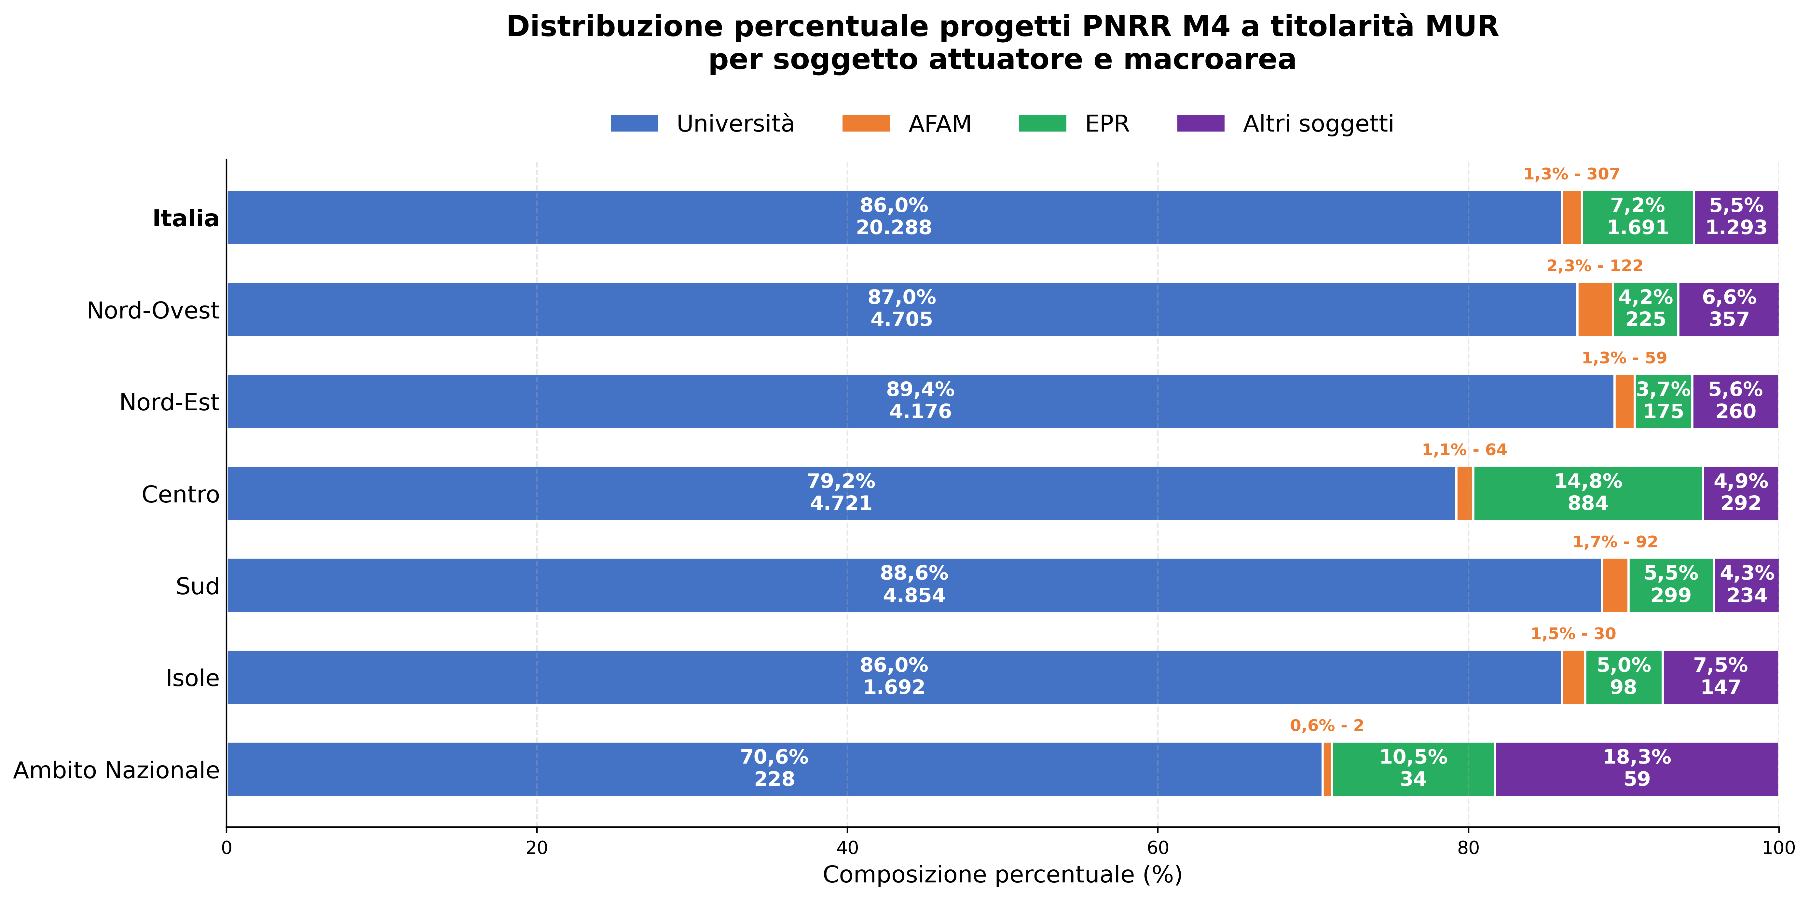 Distribuzione percentuale progetti PNRR M4 a titolarità MUR
per soggetto attuatore e macroarea
Università AFAM EPR Altri soggetti
1,3% - 307
Italia 86,0% 7,2% 5,5%
20.288 1.691 1.293
2,3% - 122
Nord-Ovest 87,0% 4,2% 6,6%
4.705 225 357
1,3% - 59
Nord-Est 89,4% 3,7% 5,6%
4.176 175 260
1,1% - 64
Centro 79,2% 14,8% 4,9%
4.721 884 292
1,7% - 92
Sud 88,6% 5,5% 4,3%
4.854 299 234
1,5% - 30
Isole 86,0% 5,0% 7,5%
1.692 98 147
0,6% - 2
Ambito Nazionale 70,6% 10,5% 18,3%
228 34 59
0 20 40 60 80 100
Composizione percentuale (%)